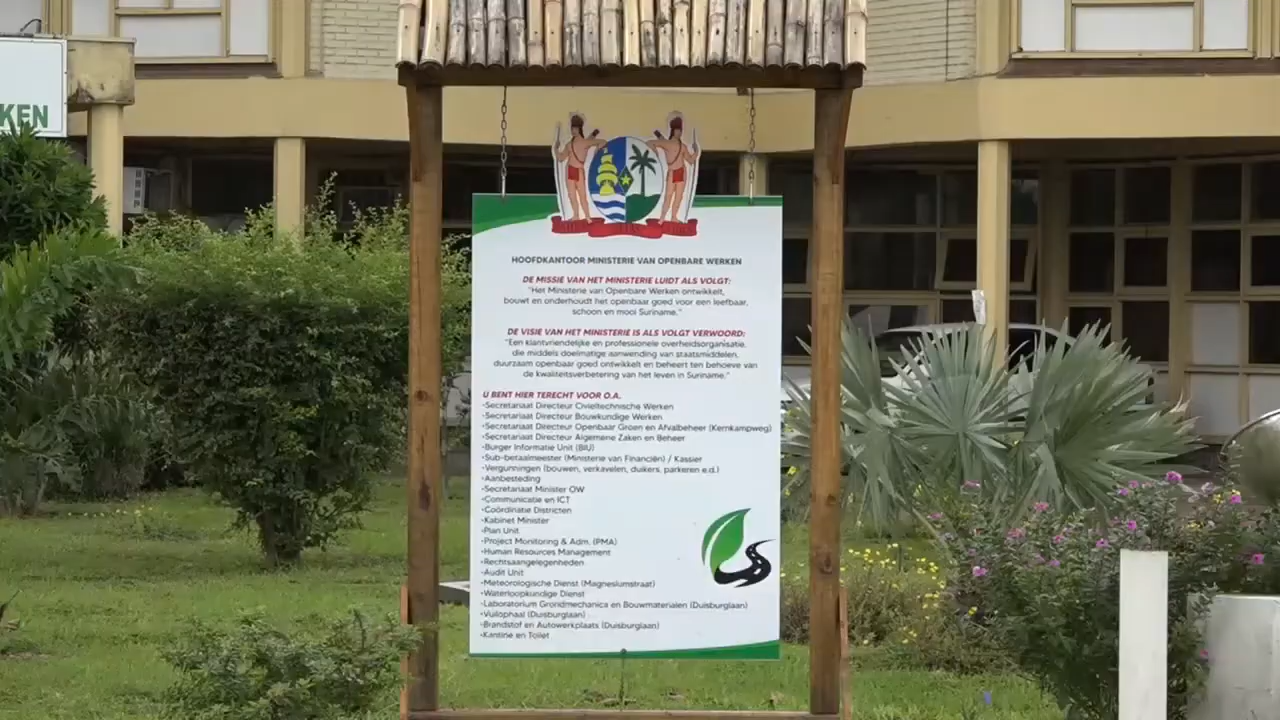 KEN
HOOFDKANTOOR MINISTERIE VAN OPENBARE WERKEN
DE MISSIE VAN HET MINISTERIE LUIDT ALS VOLGT:
"Het Ministerie van Openbare Werken ontwikkelt,
bouwt en onderhoudt het openbaar goed voor een leefbaar,
schoon en mooi Suriname."
DE VISIE VAN HET MINISTERIE IS ALS VOLGT VERWOORD:
"Een klantvriendelijke en professionele overheidsorganisatie,
die middels doelmatige aanwending van staatsmiddelen,
duurzaam openbaar goed ontwikkelt en beheert ten behoeve van
de kwaliteitsverbetering van het leven in Suriname."
U BENT HIER TERECHT VOOR O.A.
•Secretariaat Directeur Civieltechnische Werken
•Secretariaat Directeur Bouwkundige Werken
•Secretariaat Directeur Openbaar Groen en Afvalbeheer (Kernkampweg)
•Secretariaat Directeur Algemene Zaken en Beheer
•Burger Informatie Unit (BIU)
•Sub-betaalmeester (Ministerie van Financiën) / Kassier
•Vergunningen (bouwen, verkavelen, duikers, parkeren e.d.)
•Aanbesteding
•Secretariaat Minister OW
•Communicatie en ICT
•Coördinatie Districten
•Kabinet Minister
•Plan Unit
•Project Monitoring & Adm. (PMA)
•Human Resources Management
•Rechtsaangelegenheden
•Audit Unit
•Meteorologische Dienst (Magnesiumstraat)
•Waterloopkundige Dienst
•Laboratorium Grondmechanica en Bouwmaterialen (Duisburglaan)
•Vuilophaal (Duisburglaan)
•Brandstof en Autowerkplaats (Duisburglaan)
•Kantine en Toilet